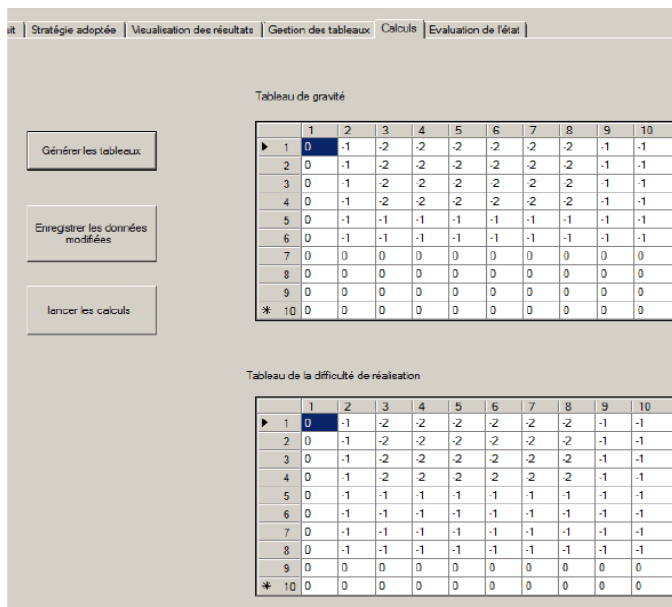 it Stratégie adoptée Visualisation des résultats Gestion des tableaux Calculs Evaluation de l'état
Tableau de gravité
Générer les tableaux
Enregistrer les données
modifiées
lancer les calculs
1 2 3 4 5 6 7 8 9 10
1 0 -1 -2 -2 -2 -2 -2 -2 -1 -1
2 0 -1 -2 -2 -2 -2 -2 -2 -1 -1
3 0 -1 -2 -2 -2 -2 -2 -2 -1 -1
4 0 -1 -2 -2 -2 -2 -2 -2 -1 -1
5 0 -1 -1 -1 -1 -1 -1 -1 -1 -1
6 0 -1 -1 -1 -1 -1 -1 -1 -1 -1
7 0 0 0 0 0 0 0 0 0 0
8 0 0 0 0 0 0 0 0 0 0
9 0 0 0 0 0 0 0 0 0 0
* 10 0 0 0 0 0 0 0 0 0 0
Tableau de la difficulté de réalisation
1 2 3 4 5 6 7 8 9 10
1 0 -1 -2 -2 -2 -2 -2 -2 -1 -1
2 0 -1 -2 -2 -2 -2 -2 -2 -1 -1
3 0 -1 -2 -2 -2 -2 -2 -2 -1 -1
4 0 -1 -2 -2 -2 -2 -2 -2 -1 -1
5 0 -1 -1 -1 -1 -1 -1 -1 -1 -1
6 0 -1 -1 -1 -1 -1 -1 -1 -1 -1
7 0 -1 -1 -1 -1 -1 -1 -1 -1 -1
8 0 -1 -1 -1 -1 -1 -1 -1 -1 -1
9 0 0 0 0 0 0 0 0 0 0
* 10 0 0 0 0 0 0 0 0 0 0